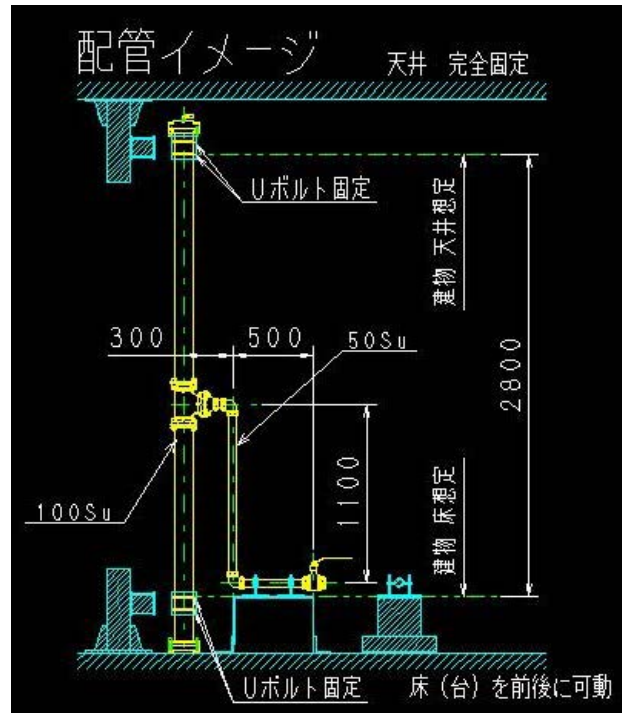 配管イメージ
天井 完全固定
Uボルト固定
建物 天井想定
300
500
50Su
2800
1100
100Su
建物 床想定
Uボルト固定
床(台)を前後に可動